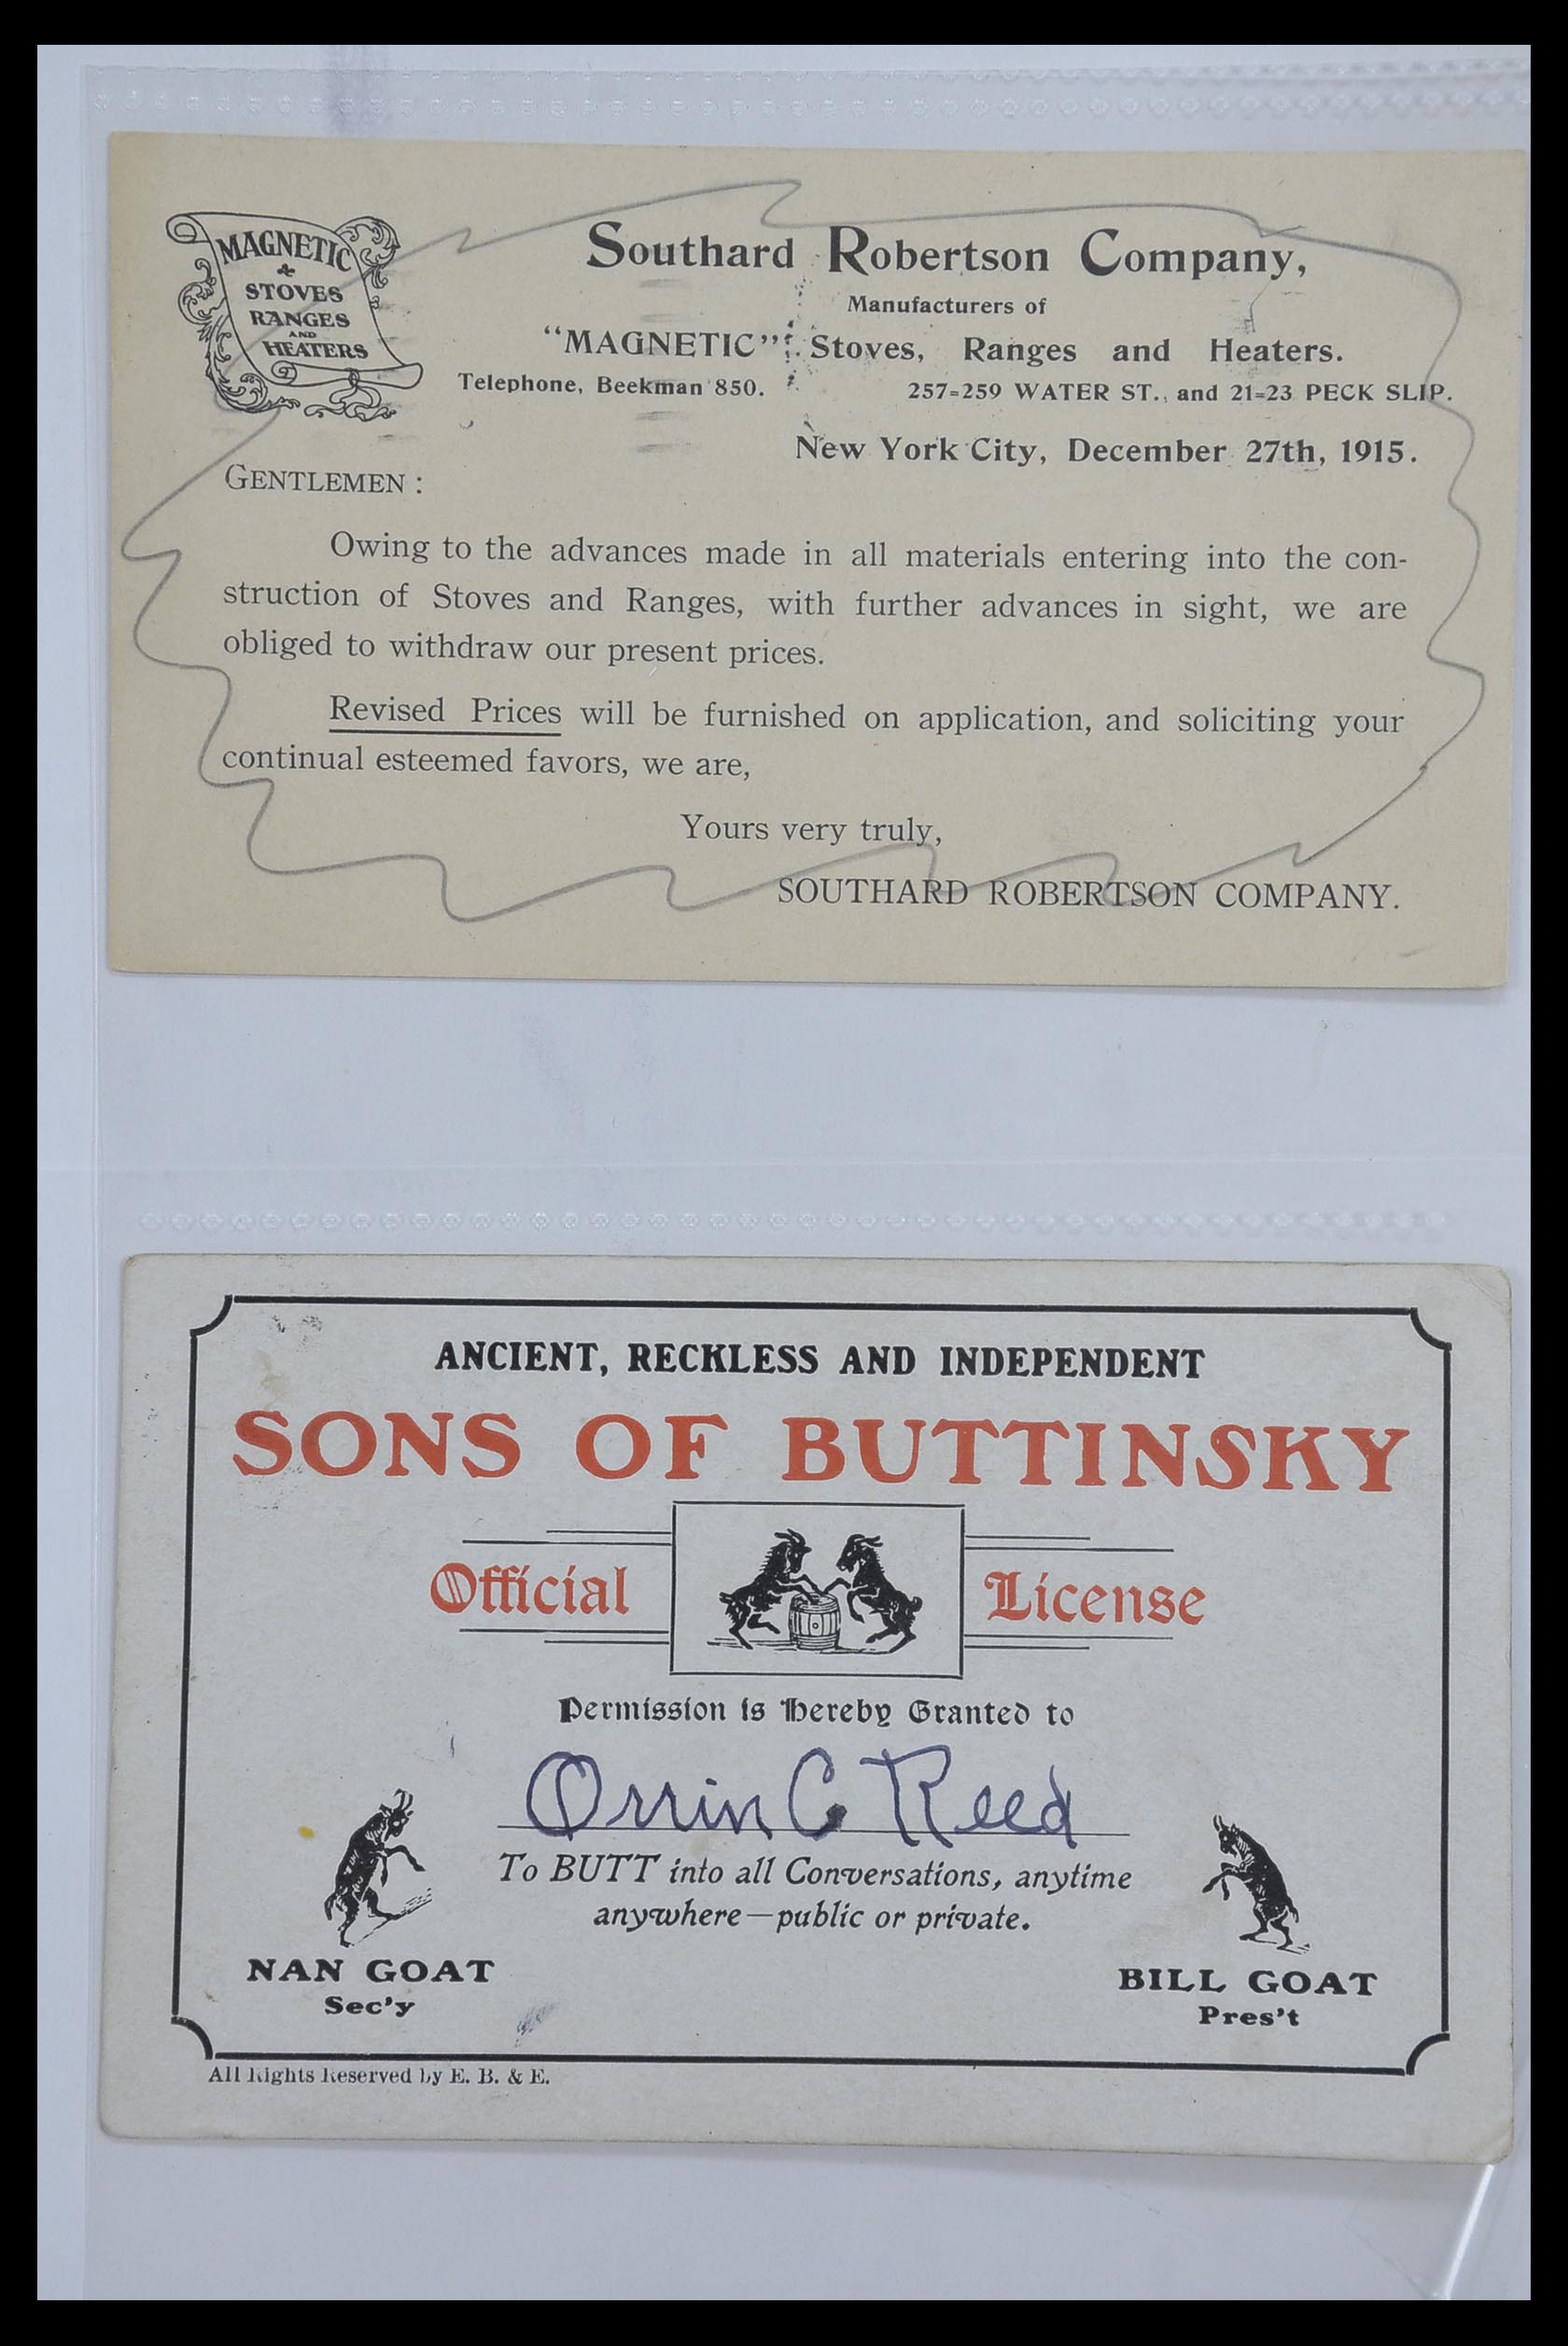 MAGNETIC
STOVES
RANGES
AND
HEATERS
Southard Robertson Company,
Manufacturers of
"MAGNETIC" Stoves, Ranges and Heaters.
Telephone, Beekman 850.
257=259 WATER ST., and 21=23 PECK SLIP.
New York City, December 27th, 1915.
GENTLEMEN :
Owing to the advances made in all materials entering into the con-
struction of Stoves and Ranges, with further advances in sight, we are
obliged to withdraw our present prices.
Revised Prices will be furnished on application, and soliciting your
continual esteemed favors, we are,
Yours very truly,
SOUTHARD ROBERTSON COMPANY.
ANCIENT, RECKLESS AND INDEPENDENT
SONS OF BUTTINSKY
Official License
Permission is Hereby Granted to
Orrin C Reed
To BUTT into all Conversations, anytime
anywhere—public or private.
NAN GOAT
Sec'y
BILL GOAT
Pres't
All Rights Reserved by E. B. & E.